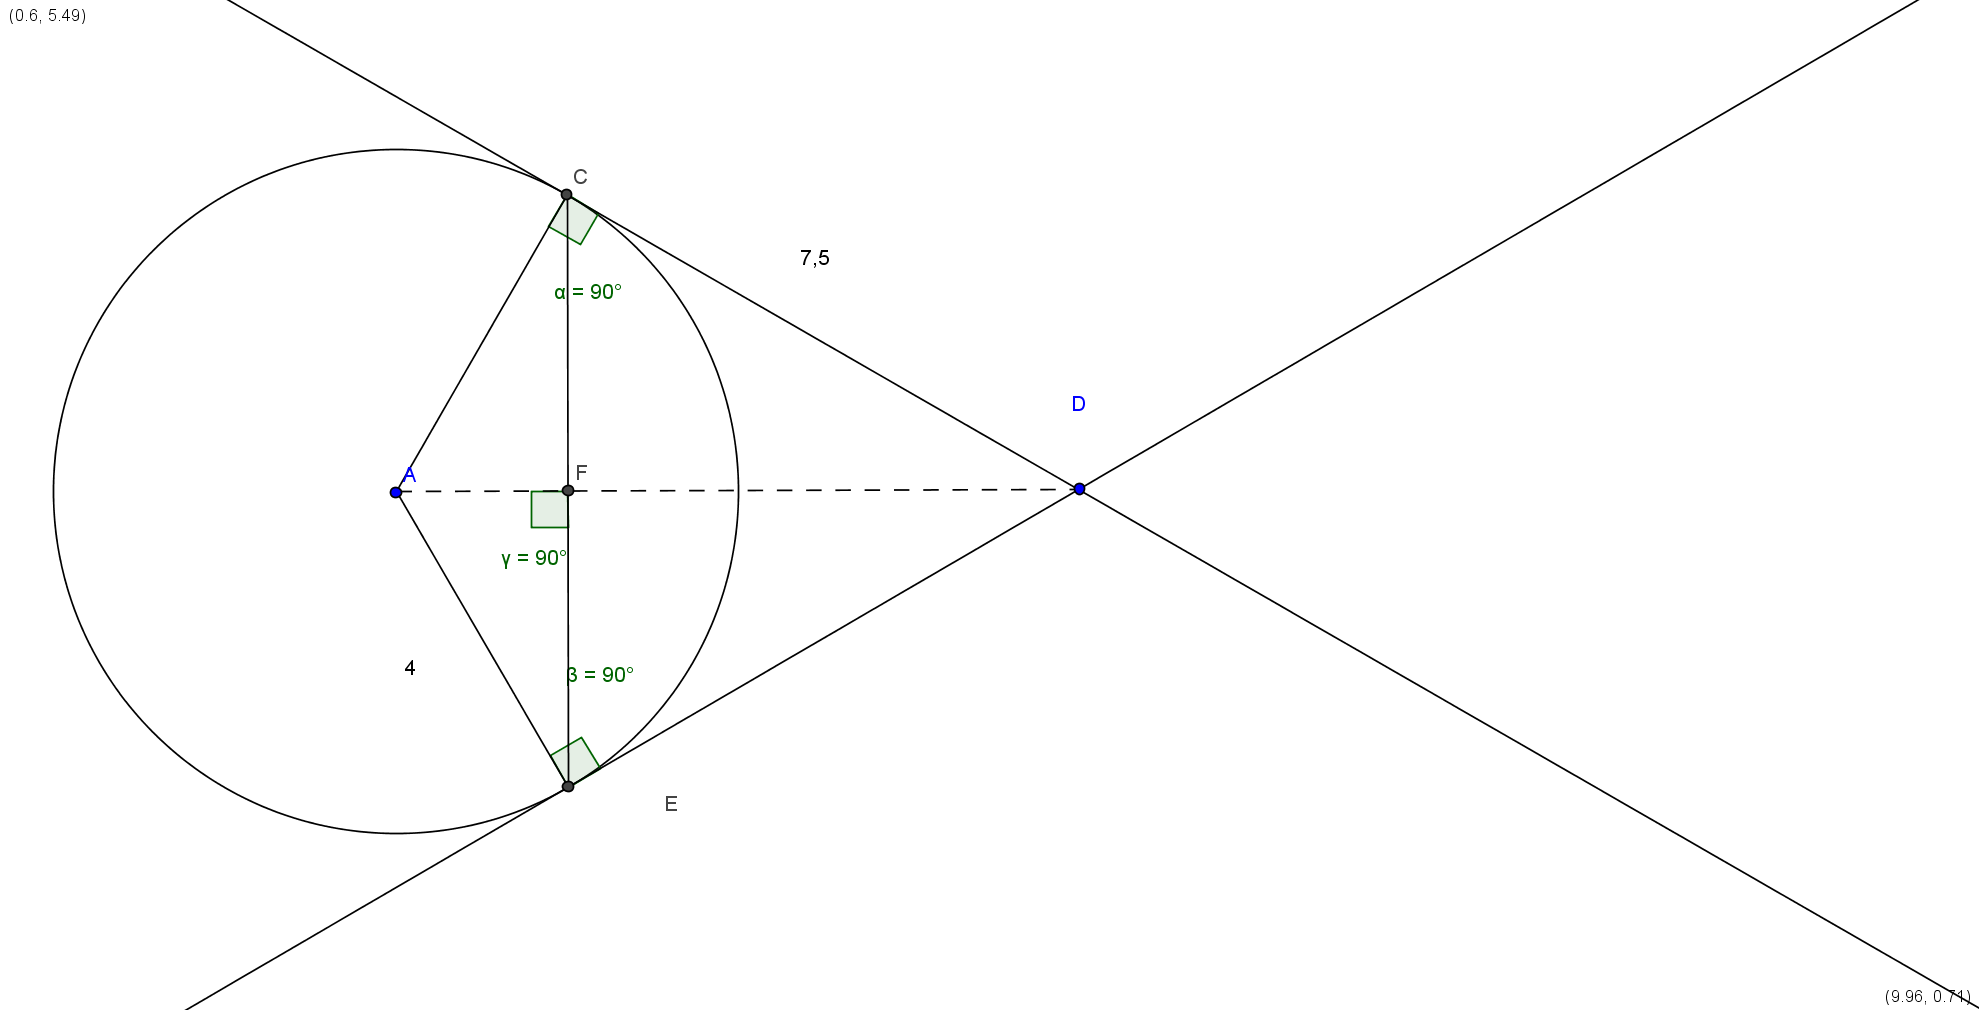 (0.6, 5.49)
C
7,5
α = 90°
D
A
F
γ = 90°
4
β = 90°
E
(9.96, 0.71)